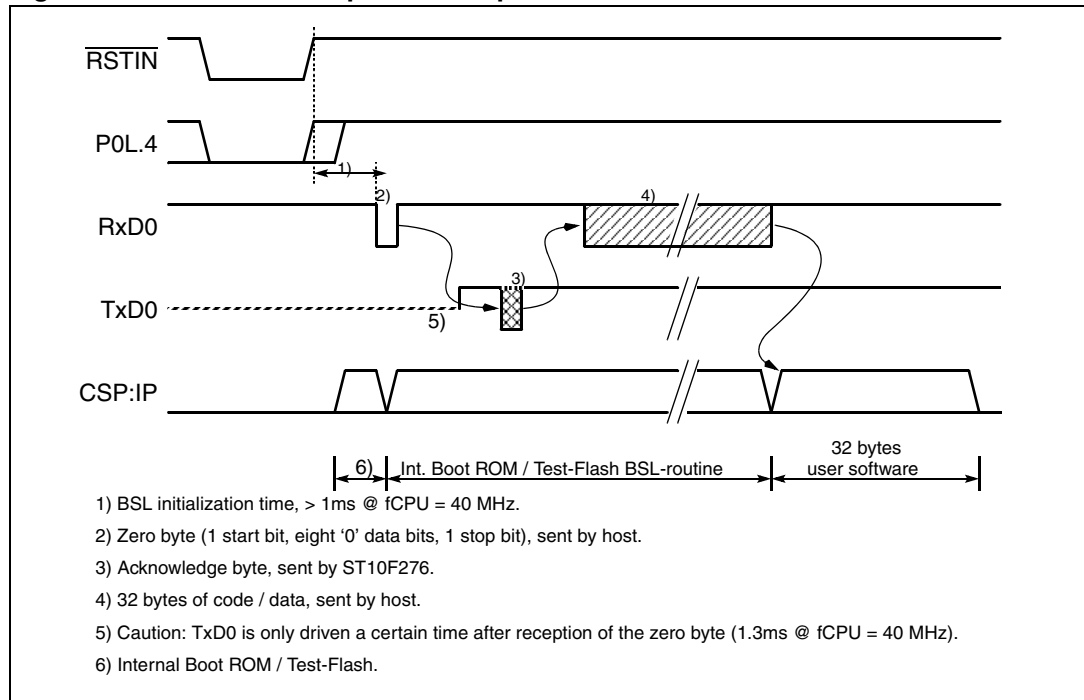 RSTIN
P0L.4
1)
2)
4)
RxD0
3)
TxD0
5)
CSP:IP
6)
Int. Boot ROM / Test-Flash BSL-routine
32 bytes
user software
1) BSL initialization time, > 1ms @ fCPU = 40 MHz.
2) Zero byte (1 start bit, eight ‘0’ data bits, 1 stop bit), sent by host.
3) Acknowledge byte, sent by ST10F276.
4) 32 bytes of code / data, sent by host.
5) Caution: TxD0 is only driven a certain time after reception of the zero byte (1.3ms @ fCPU = 40 MHz).
6) Internal Boot ROM / Test-Flash.